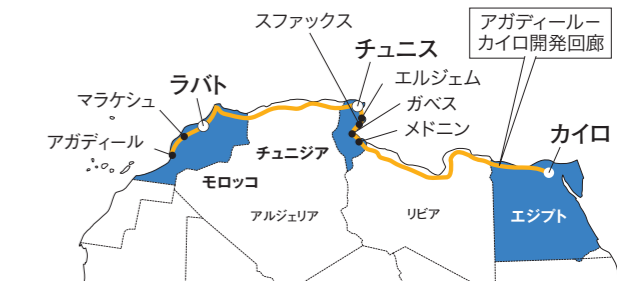 スファックス
アガディールー
カイロ開発回廊
チュニス
エルジェム
ラバト
ガベス
マラケシュ
メドニン
カイロ
アガディール
チュニジア
モロッコ
アルジェリア
リビア
エジプト